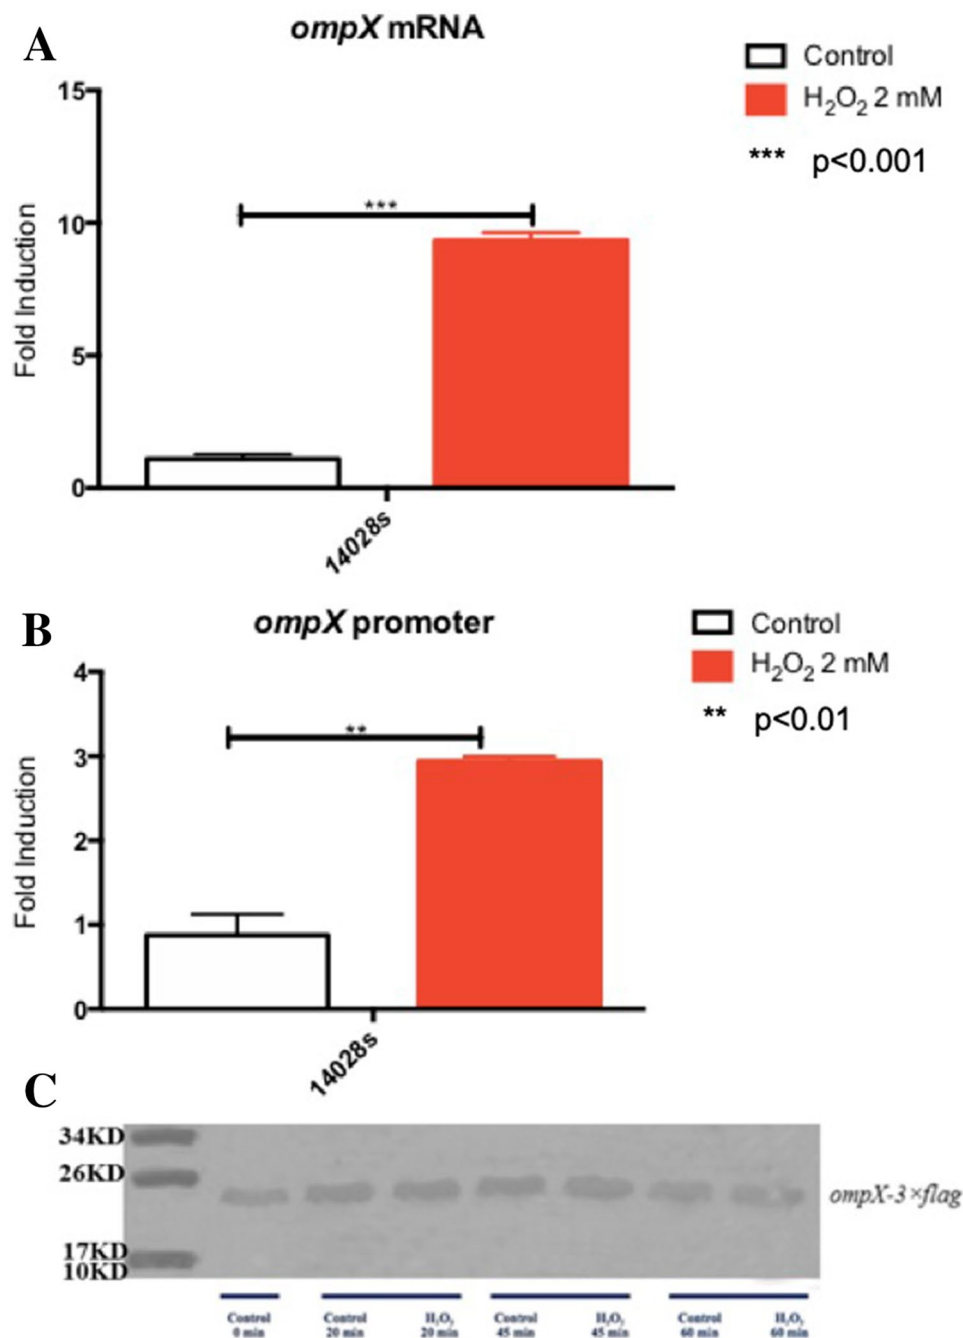 A
ompX mRNA
Control
H₂O₂ 2 mM
*** p<0.001
15
10
5
0
Fold Induction
***
14028s
B
ompX promoter
Control
H₂O₂ 2 mM
** p<0.01
4
3
2
1
0
Fold Induction
**
14028s
C
34KD
26KD
17KD
10KD
ompX-3×flag
Control 0 min
Control 20 min
H₂O₂ 20 min
Control 45 min
H₂O₂ 45 min
Control 60 min
H₂O₂ 60 min